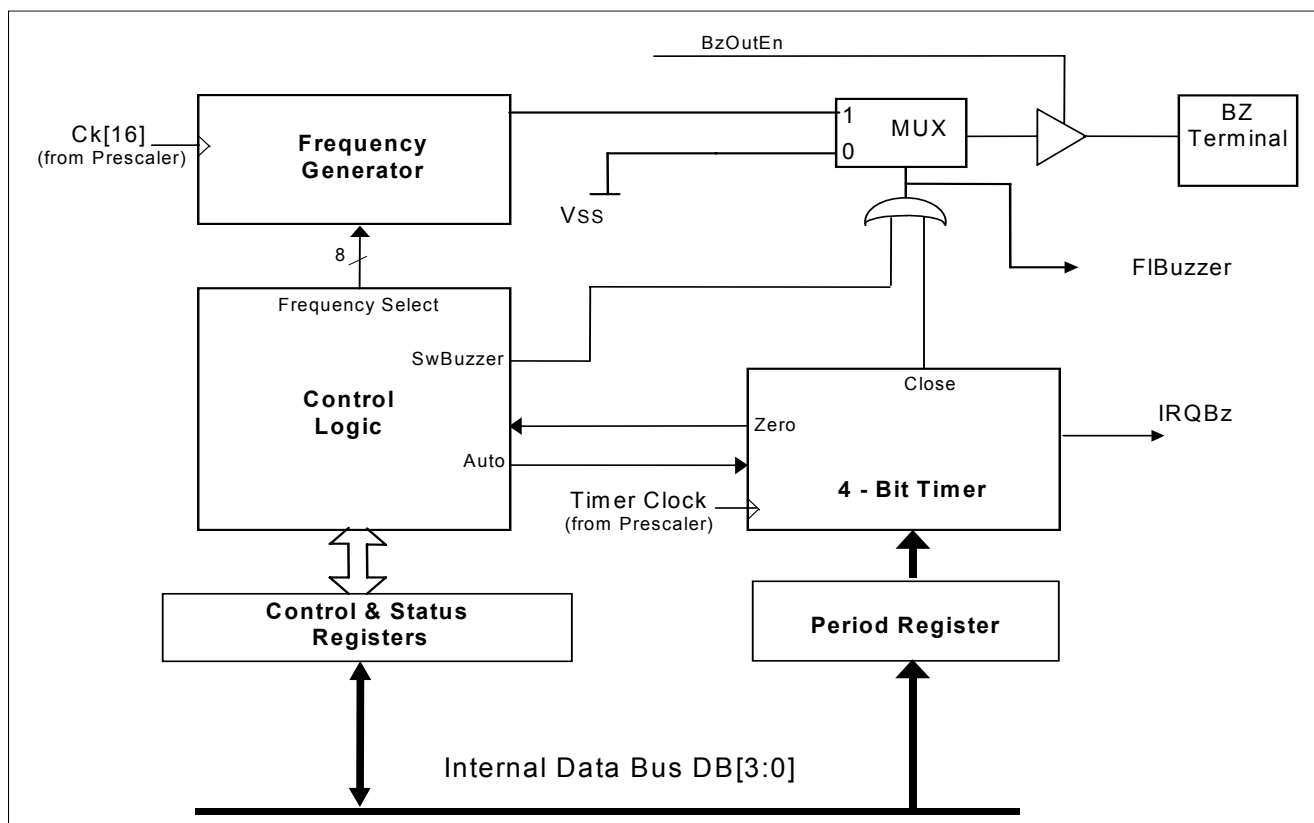 BzOutEn
Ck[16]
(from Prescaler)
Frequency
Generator
1
MUX
0
BZ
Terminal
VSS
8
FlBuzzer
Frequency Select
SwBuzzer
Control
Logic
Close
Zero
IRQBz
Auto
4 - Bit Timer
Timer Clock
(from Prescaler)
Control & Status
Registers
Period Register
Internal Data Bus DB[3:0]